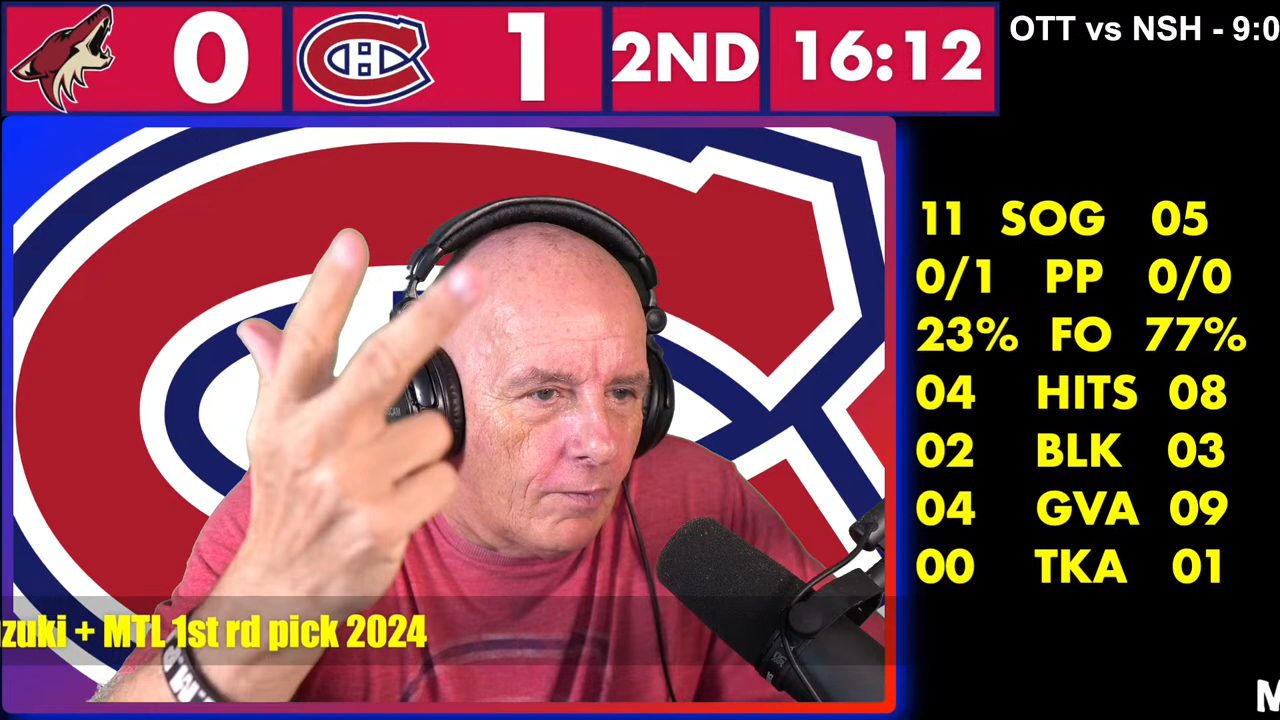 0 1 2ND 16:12
OTT vs NSH - 9:0
11 SOG 05
0/1 PP 0/0
23% FO 77%
04 HITS 08
02 BLK 03
04 GVA 09
00 TKA 01
zuki + MTL 1st rd pick 2024